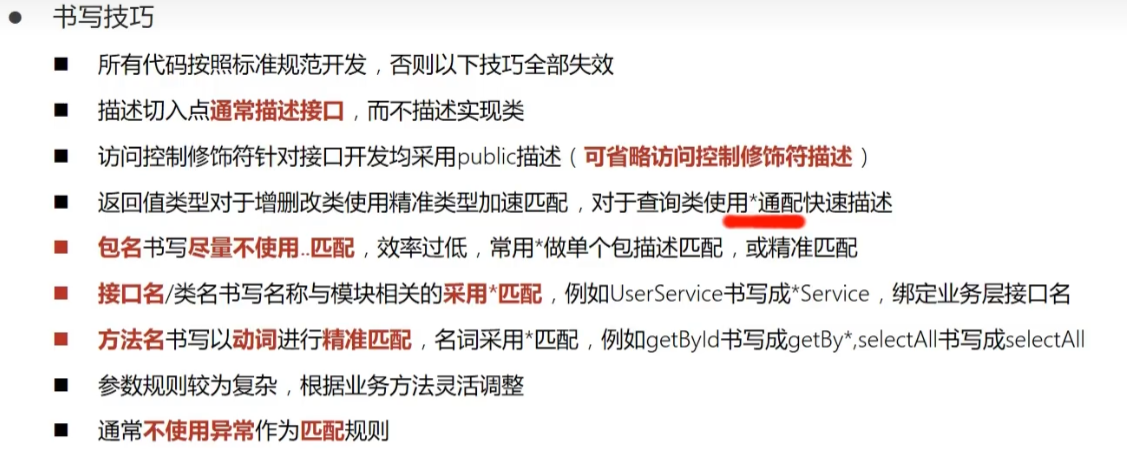 书写技巧
所有代码按照标准规范开发，否则以下技巧全部失效
描述切入点通常描述接口，而不描述实现类
访问控制修饰符针对接口开发均采用public描述（可省略访问控制修饰符描述）
返回值类型对于增删改类使用精准类型加速匹配，对于查询类使用*通配快速描述
包名书写尽量不使用..匹配，效率过低，常用*做单个包描述匹配，或精准匹配
接口名/类名书写名称与模块相关的采用*匹配，例如UserService书写成*Service，绑定业务层接口名
方法名书写以动词进行精准匹配，名词采用*匹配，例如getById书写成getBy*,selectAll书写成selectAll
参数规则较为复杂，根据业务方法灵活调整
通常不使用异常作为匹配规则